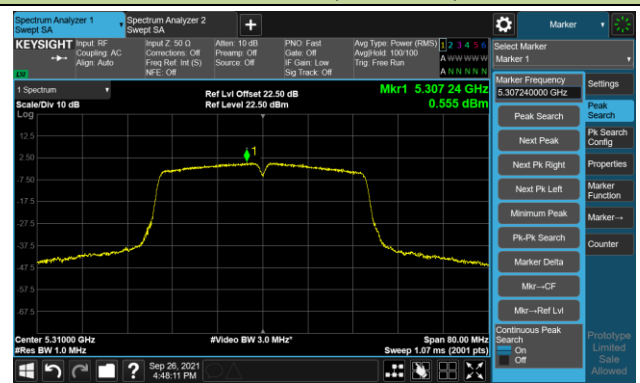 Spectrum Analyzer 1
Swept SA
Spectrum Analyzer 2
Swept SA
+
Marker
KEYSIGHT
Input: RF
Coupling: AC
Align: Auto
Input Z: 50 Ω
Corrections: Off
Freq Ref: Int (S)
NFE: Off
Atten: 10 dB
Preamp: Off
Source: Off
PNO: Fast
Gate: Off
IF Gain: Low
Sig Track: Off
Avg Type: Power (RMS)
Avg|Hold: 100/100
Trig: Free Run
1 2 3 4 5 6
A W W W W W
A N N N N N
LXI
Select Marker
Marker 1
1 Spectrum
Scale/Div 10 dB
Log
Ref Lvl Offset 22.50 dB
Ref Level 22.50 dBm
Mkr1 5.307 24 GHz
0.555 dBm
12.5
2.50
-7.50
-17.5
-27.5
-37.5
-47.5
-57.5
-67.5
1
Center 5.31000 GHz
#Res BW 1.0 MHz
#Video BW 3.0 MHz*
Span 80.00 MHz
Sweep 1.07 ms (2001 pts)
Marker Frequency
5.307240000 GHz
Peak Search
Next Peak
Next Pk Right
Next Pk Left
Minimum Peak
Pk-Pk Search
Marker Delta
Mkr→CF
Mkr→Ref Lvl
Continuous Peak
Search
On
Off
Settings
Peak
Search
Pk Search
Config
Properties
Marker
Function
Marker→
Counter
Prototype
Limited
Sale
Allowed
?
Sep 26, 2021
4:48:11 PM